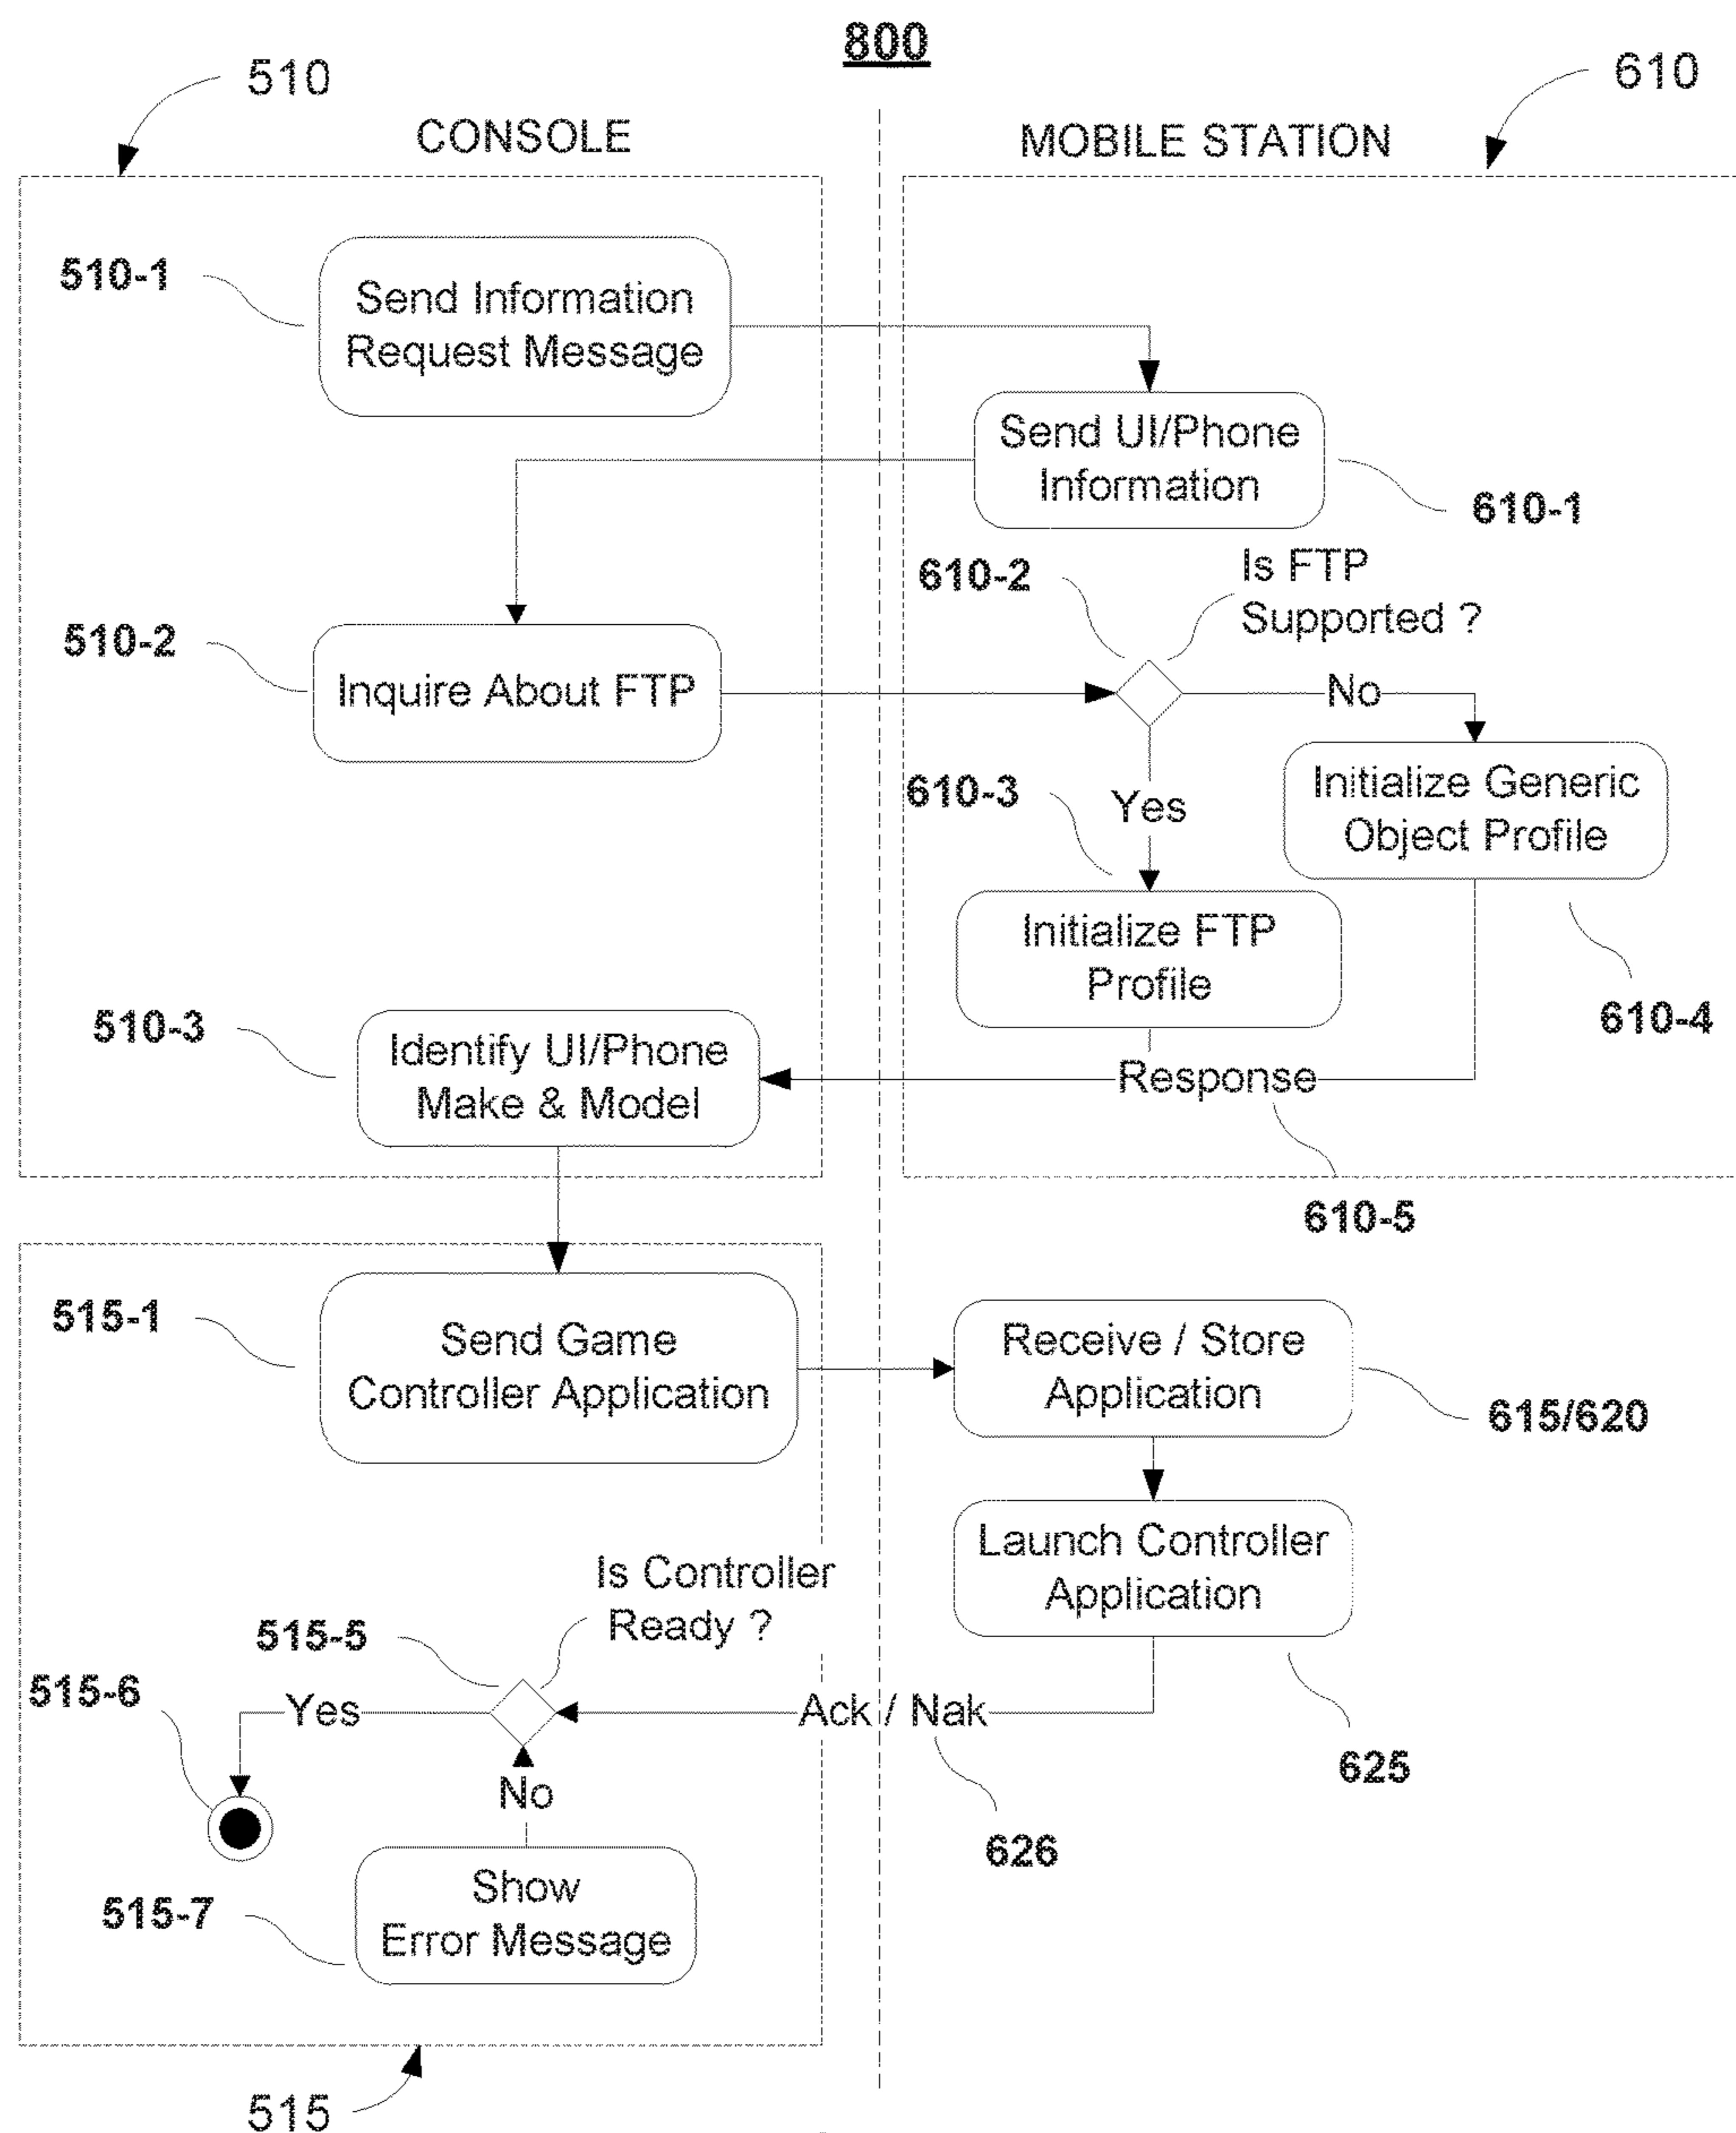 800
510
610
CONSOLE
MOBILE STATION
510-1
Send Information
Request Message
Send UI/Phone
Information
610-1
610-2
Is FTP
Supported ?
510-2
Inquire About FTP
No
610-3
Yes
Initialize Generic
Object Profile
Initialize FTP
Profile
610-4
510-3
Identify UI/Phone
Make & Model
Response
610-5
515-1
Send Game
Controller Application
Receive / Store
Application
615/620
Launch Controller
Application
Is Controller
Ready ?
515-5
515-6
Yes
Ack / Nak
625
No
626
515-7
Show
Error Message
515